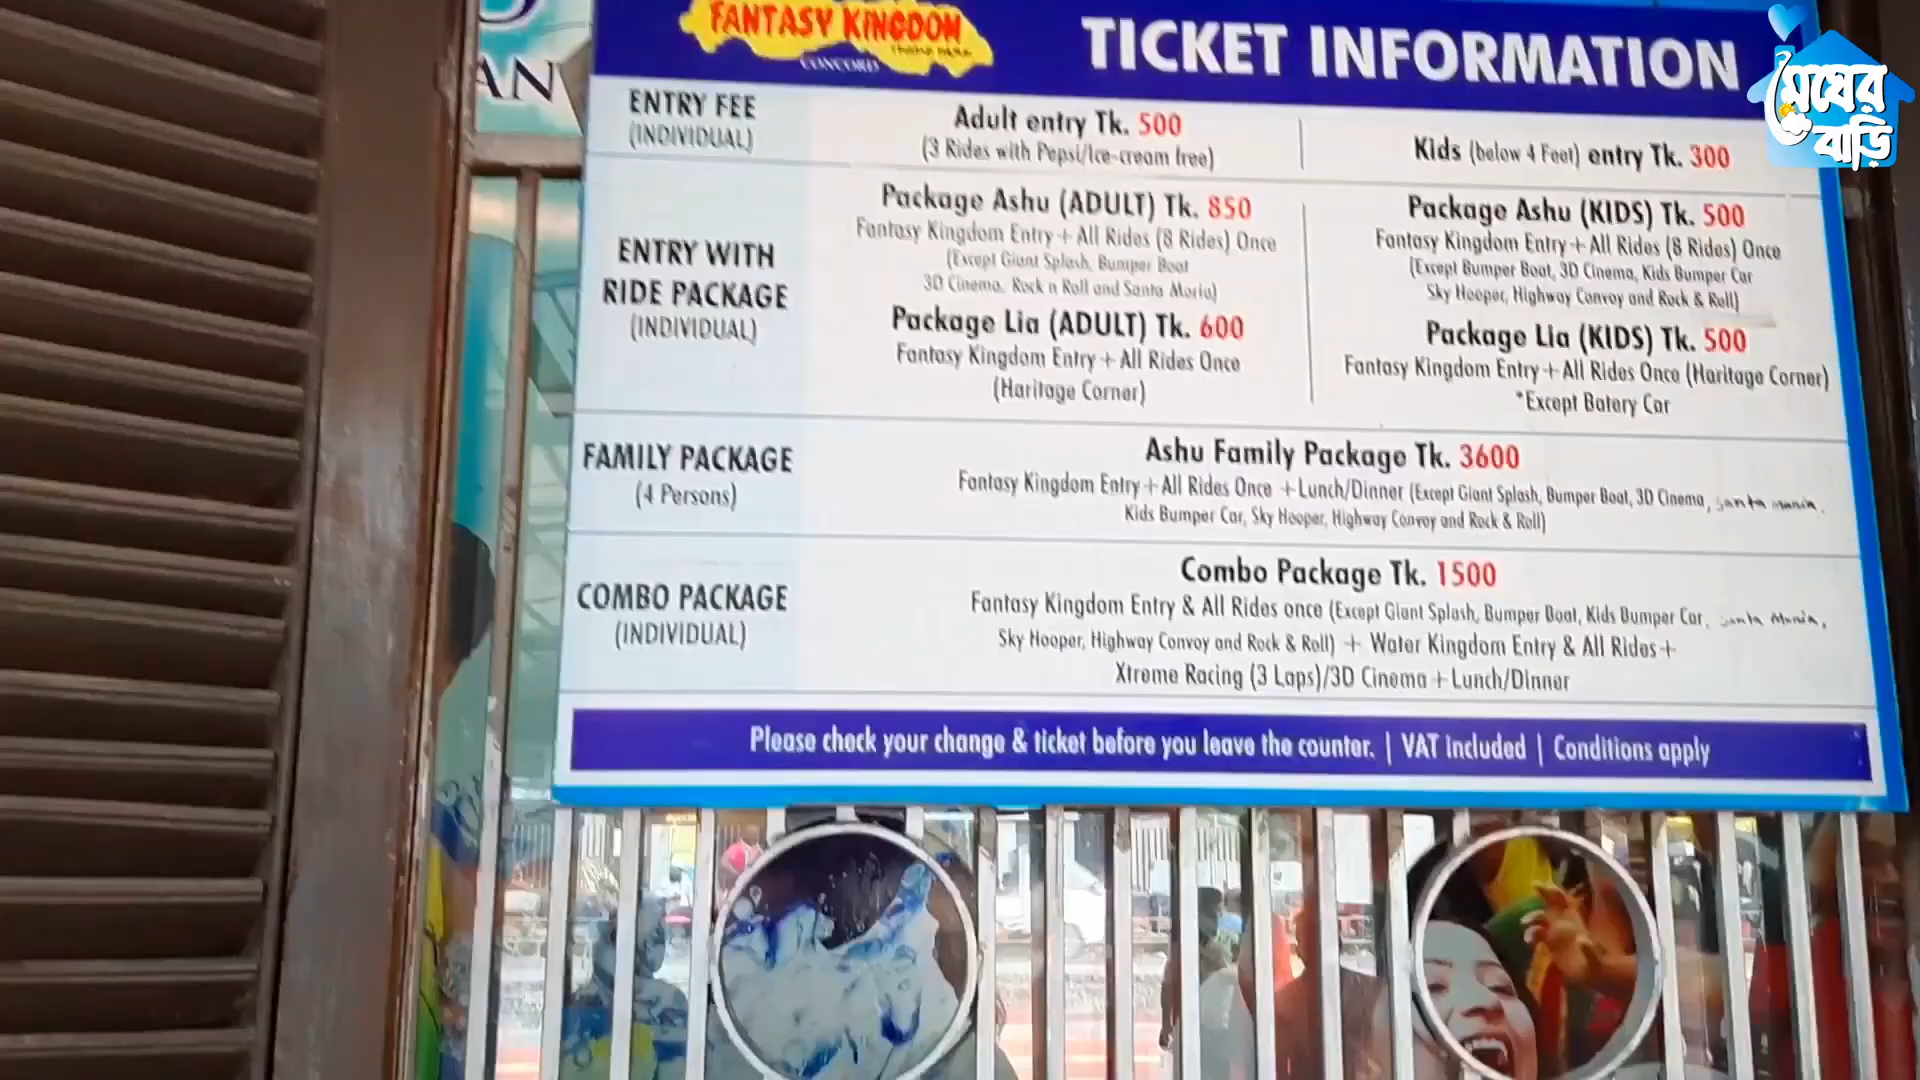 FANTASY KINGDOM
CONCORD
TICKET INFORMATION
মেঘের
বাড়ি
AN
ENTRY FEE
(INDIVIDUAL)
Adult entry Tk. 500
(3 Rides with Pepsi/Ice-cream free)
Kids (below 4 Feet) entry Tk. 300
ENTRY WITH
RIDE PACKAGE
(INDIVIDUAL)
Package Ashu (ADULT) Tk. 850
Fantasy Kingdom Entry + All Rides (8 Rides) Once
(Except Giant Splash, Bumper Boat
3D Cinema, Rock n Roll and Santa Maria)
Package Lia (ADULT) Tk. 600
Fantasy Kingdom Entry + All Rides Once
(Haritage Corner)
Package Ashu (KIDS) Tk. 500
Fantasy Kingdom Entry + All Rides (8 Rides) Once
(Except Bumper Boat, 3D Cinema, Kids Bumper Car
Sky Hooper, Highway Convoy and Rock & Roll)
Package Lia (KIDS) Tk. 500
Fantasy Kingdom Entry + All Rides Once (Haritage Corner)
*Except Batery Car
FAMILY PACKAGE
(4 Persons)
Ashu Family Package Tk. 3600
Fantasy Kingdom Entry + All Rides Once + Lunch/Dinner (Except Giant Splash, Bumper Boat, 3D Cinema, Santa Maria,
Kids Bumper Car, Sky Hooper, Highway Convoy and Rock & Roll)
COMBO PACKAGE
(INDIVIDUAL)
Combo Package Tk. 1500
Fantasy Kingdom Entry & All Rides once (Except Giant Splash, Bumper Boat, Kids Bumper Car, Santa Maria,
Sky Hooper, Highway Convoy and Rock & Roll) + Water Kingdom Entry & All Rides +
Xtreme Racing (3 Laps)/3D Cinema + Lunch/Dinner
Please check your change & ticket before you leave the counter. | VAT included | Conditions apply